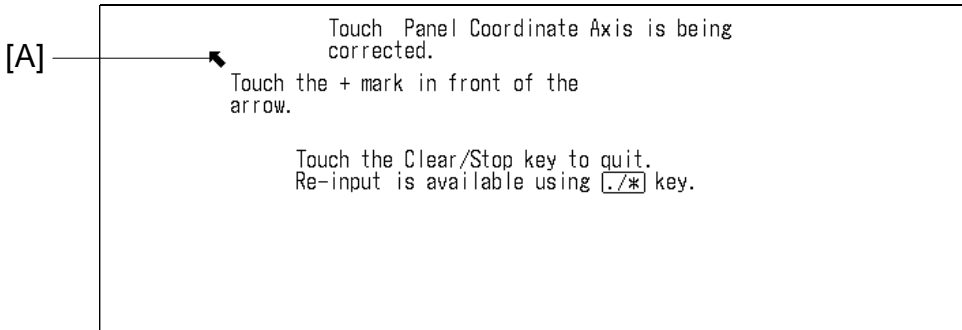 Touch Panel Coordinate Axis is being
corrected.
[A]
Touch the + mark in front of the
arrow.
Touch the Clear/Stop key to quit.
Re-input is available using ./* key.